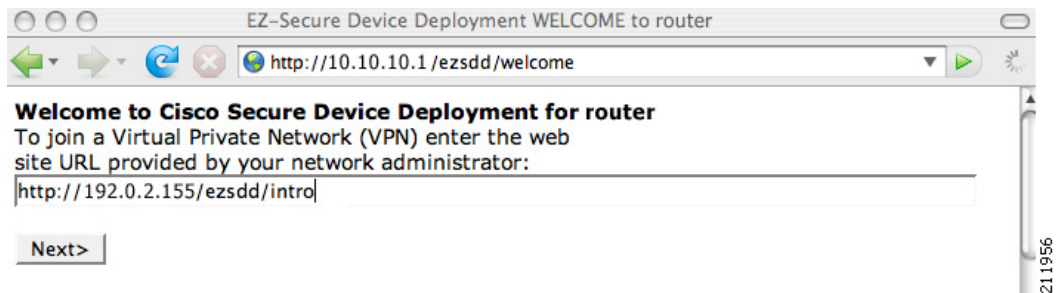 EZ-Secure Device Deployment WELCOME to router
http://10.10.10.1/ezsdd/welcome
Welcome to Cisco Secure Device Deployment for router
To join a Virtual Private Network (VPN) enter the web
site URL provided by your network administrator:
http://192.0.2.155/ezsdd/intro
Next>
211956